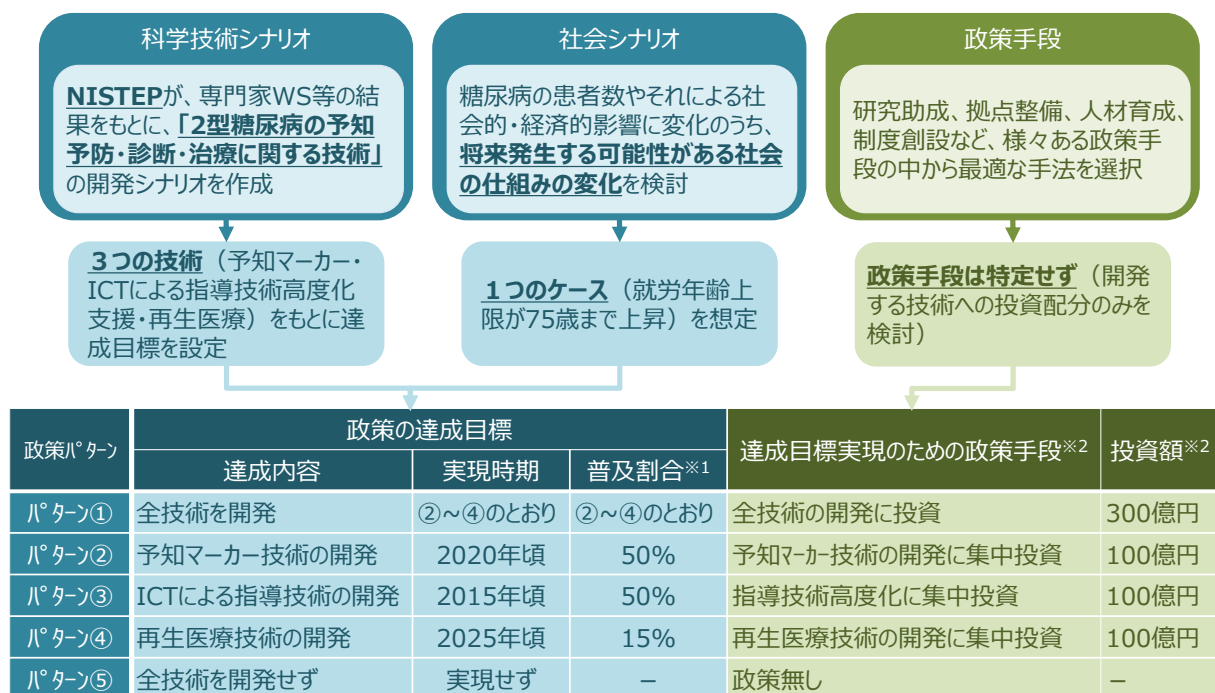 科学技術シナリオ
NISTEPが、専門家WS等の結
果をもとに、「2型糖尿病の予知
予防・診断・治療に関する技術」
の開発シナリオを作成
社会シナリオ
糖尿病の患者数やそれによる社
会的・経済的影響に変化のうち、
将来発生する可能性がある社会
の仕組みの変化を検討
政策手段
研究助成、拠点整備、人材育成、
制度創設など、様々ある政策手
段の中から最適な手法を選択
3つの技術（予知マーカー・
ICTによる指導技術高度化
支援・再生医療）をもとに達
成目標を設定
1つのケース（就労年齢上
限が75歳まで上昇）を想定
政策手段は特定せず（開発
する技術への投資配分のみを
検討）
政策ﾊﾟﾀｰﾝ 政策の達成目標 達成目標実現のための政策手段※2 投資額※2
達成内容 実現時期 普及割合※1
ﾊﾟﾀｰﾝ① 全技術を開発 ②～④のとおり ②～④のとおり 全技術の開発に投資 300億円
ﾊﾟﾀｰﾝ② 予知マーカー技術の開発 2020年頃 50% 予知ﾏｰｶｰ技術の開発に集中投資 100億円
ﾊﾟﾀｰﾝ③ ICTによる指導技術の開発 2015年頃 50% 指導技術高度化に集中投資 100億円
ﾊﾟﾀｰﾝ④ 再生医療技術の開発 2025年頃 15% 再生医療技術の開発に集中投資 100億円
ﾊﾟﾀｰﾝ⑤ 全技術を開発せず 実現せず － 政策無し －